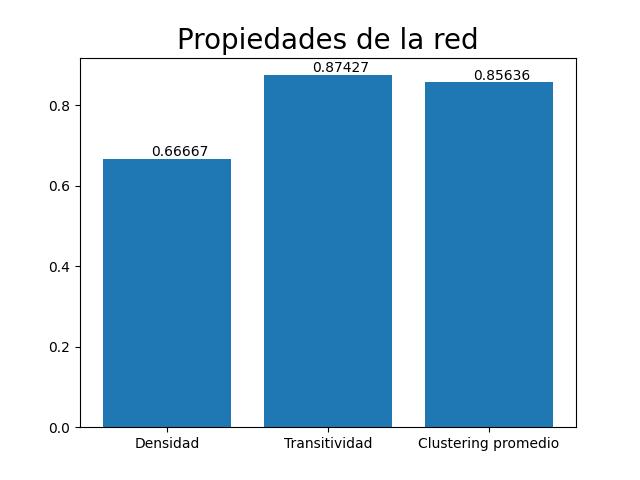 Propiedades de la red
0.87427
0.85636
0.66667
0.8
0.6
0.4
0.2
0.0
Densidad
Transitividad
Clustering promedio